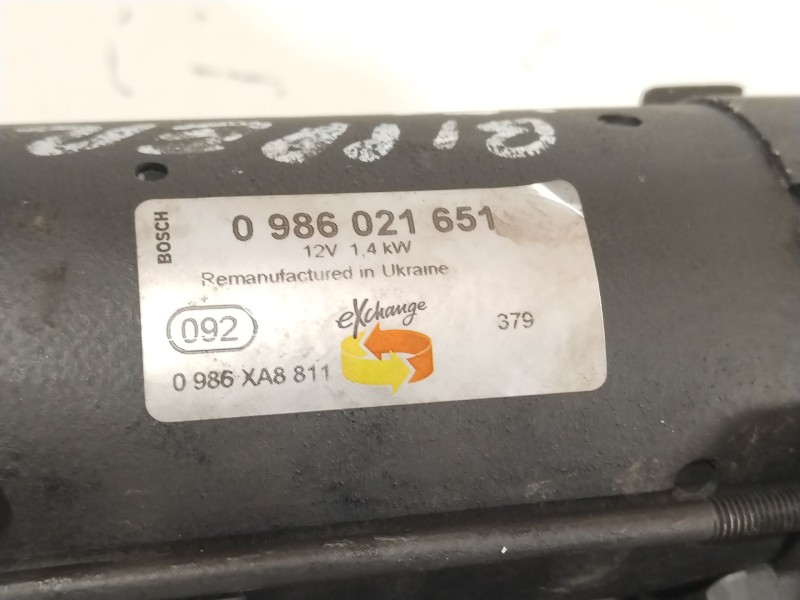 BOSCH
0 986 021 651
12V 1,4 kW
Remanufactured in Ukraine
092
eXchange
379
0 986 XA8 811